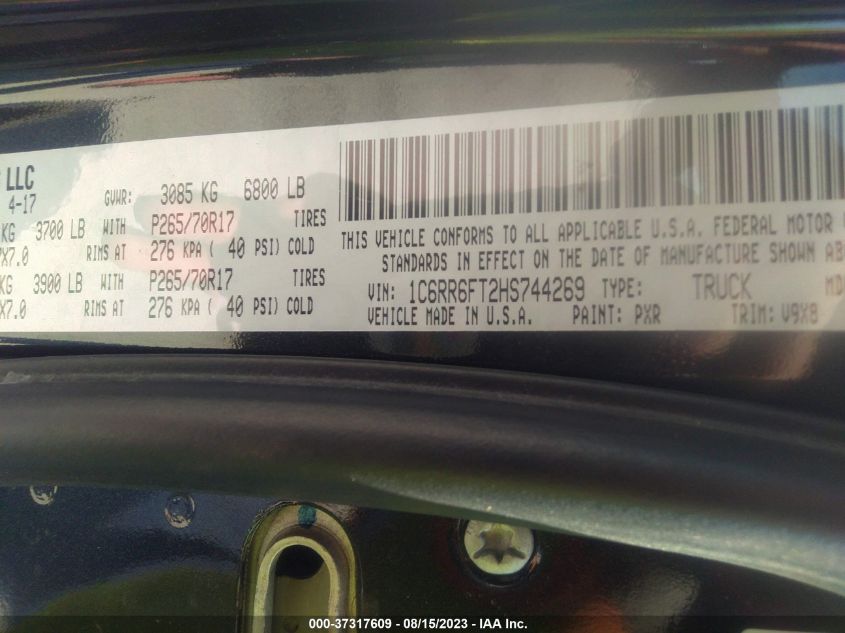 LLC
4-17
GVWR: 3085 KG 6800 LB
KG 3700 LB WITH P265/70R17 TIRES
X7.0 RIMS AT 276 KPA ( 40 PSI) COLD
KG 3900 LB WITH P265/70R17 TIRES
X7.0 RIMS AT 276 KPA ( 40 PSI) COLD
THIS VEHICLE CONFORMS TO ALL APPLICABLE U.S.A. FEDERAL MOTOR
STANDARDS IN EFFECT ON THE DATE OF MANUFACTURE SHOWN AB
VIN: 1C6RR6FT2HS744269 TYPE: TRUCK MD
VEHICLE MADE IN U.S.A. PAINT: PXR TRIM: V9X8
000-37317609 - 08/15/2023 - IAA Inc.